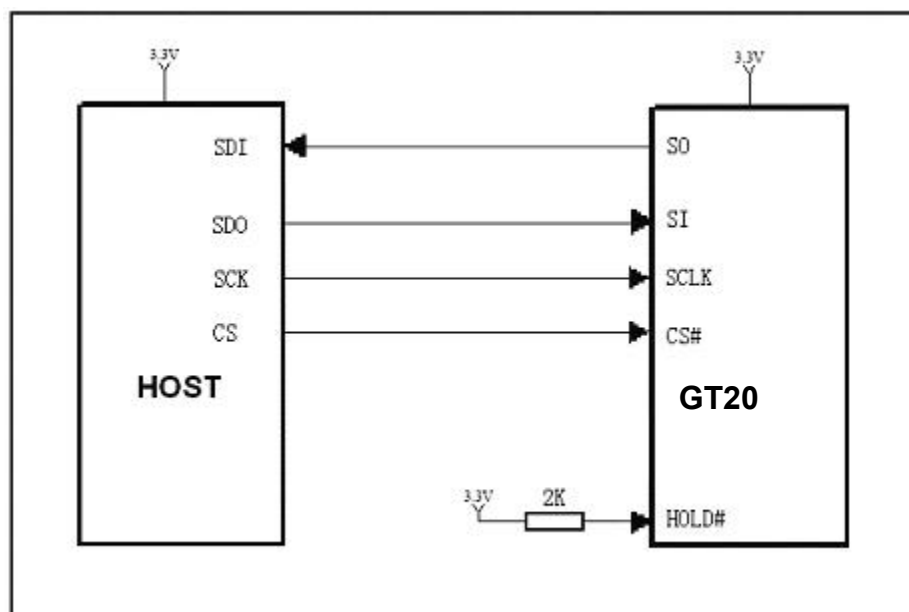 3.3V
3.3V
SDI
SO
SDO
SI
SCK
SCLK
CS
CS#
HOST
GT20
3.3V
2K
HOLD#